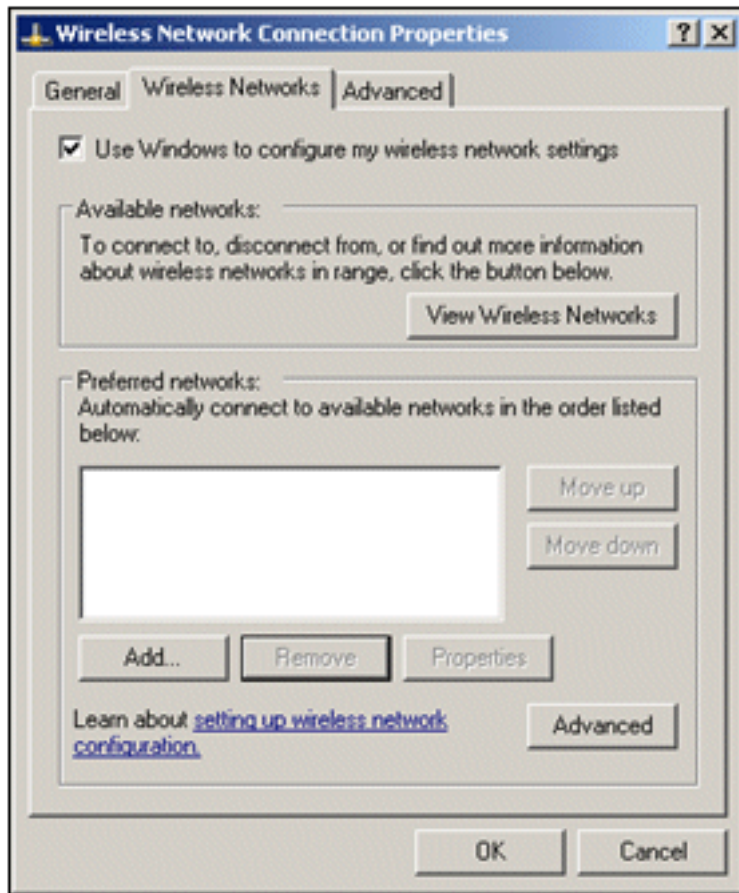 Wireless Network Connection Properties
General Wireless Networks Advanced
Use Windows to configure my wireless network settings
Available networks:
To connect to, disconnect from, or find out more information
about wireless networks in range, click the button below.
View Wireless Networks
Preferred networks:
Automatically connect to available networks in the order listed
below:
Move up
Move down
Add... Remove Properties
Learn about setting up wireless network
configuration.
Advanced
OK Cancel